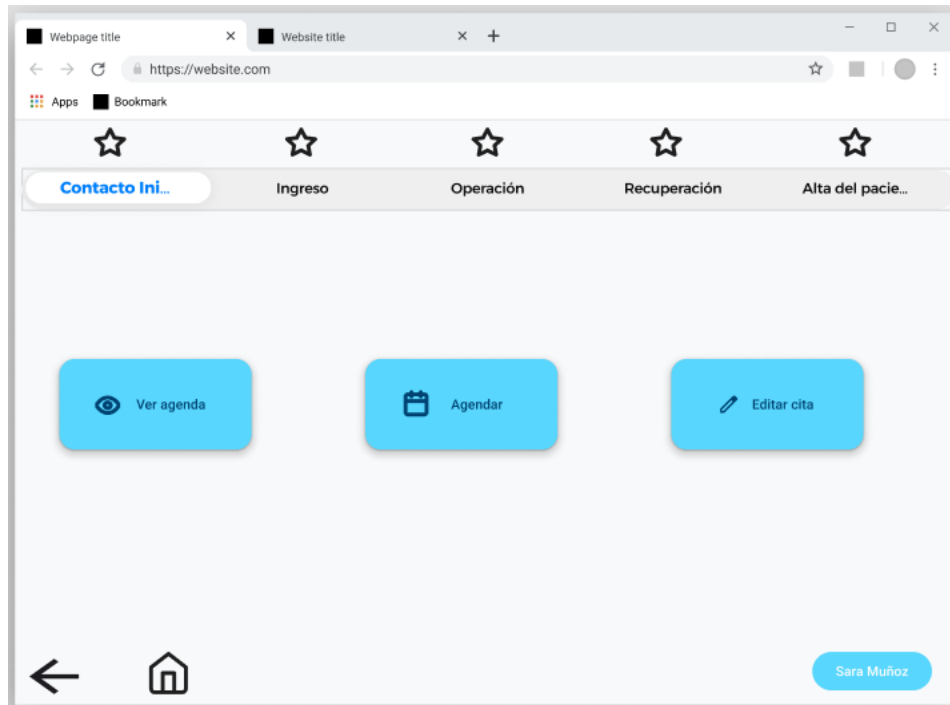 Webpage title
Website title
https://website.com
Apps
Bookmark
Contacto Ini...
Ingreso
Operación
Recuperación
Alta del pacie...
Ver agenda
Agendar
Editar cita
Sara Muñoz